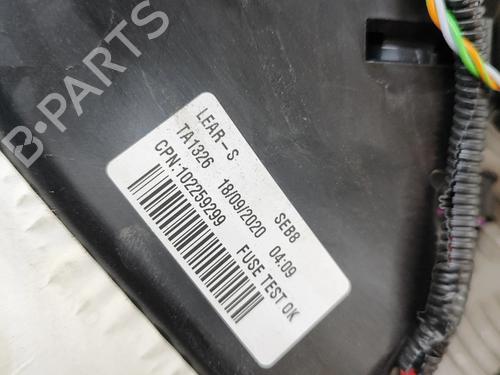 B-PARTS
LEAR-S SEB8
TA1326 18/09/2020 04:09
CPN:102259299 FUSE TEST OK